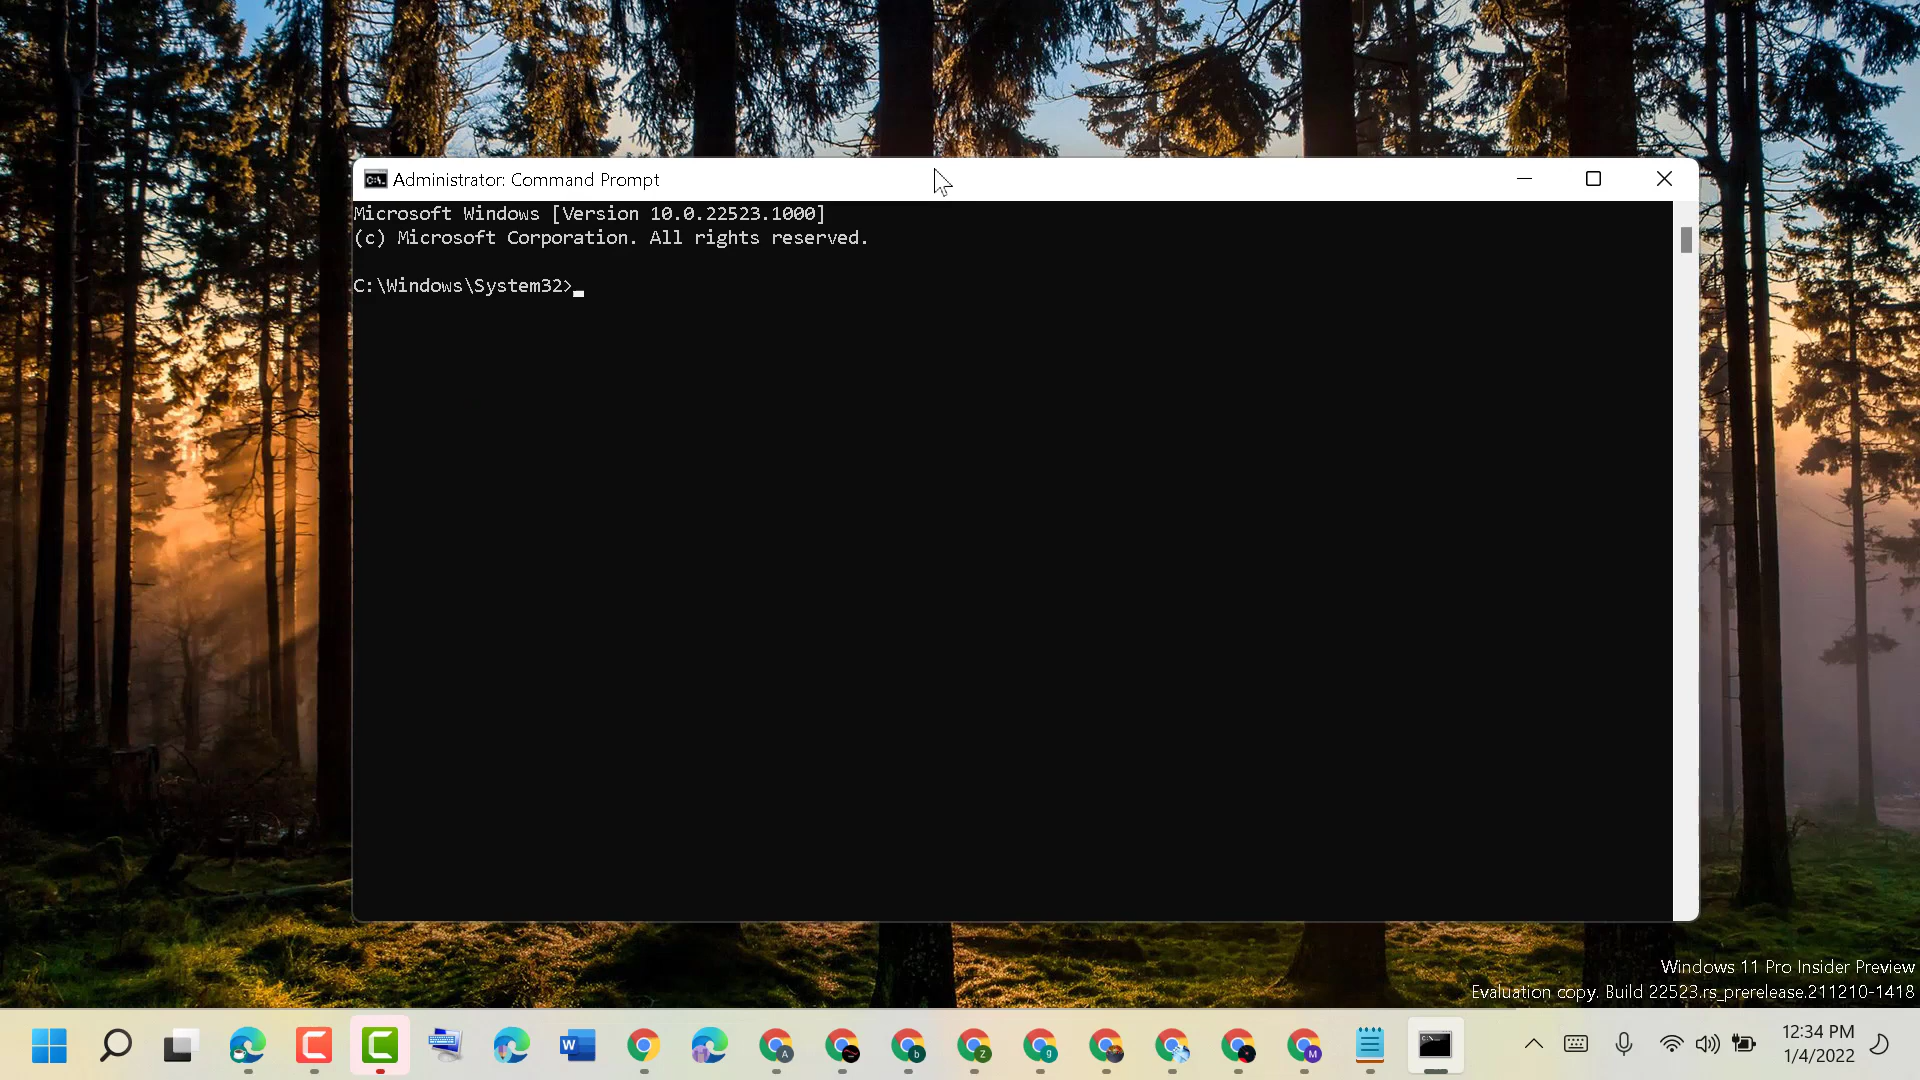 Administrator: Command Prompt
Microsoft Windows [Version 10.0.22523.1000]
(c) Microsoft Corporation. All rights reserved.
C:\Windows\System32>
Windows 11 Pro Insider Preview
Evaluation copy. Build 22523.rs_prerelease.211210-1418
12:34 PM
1/4/2022